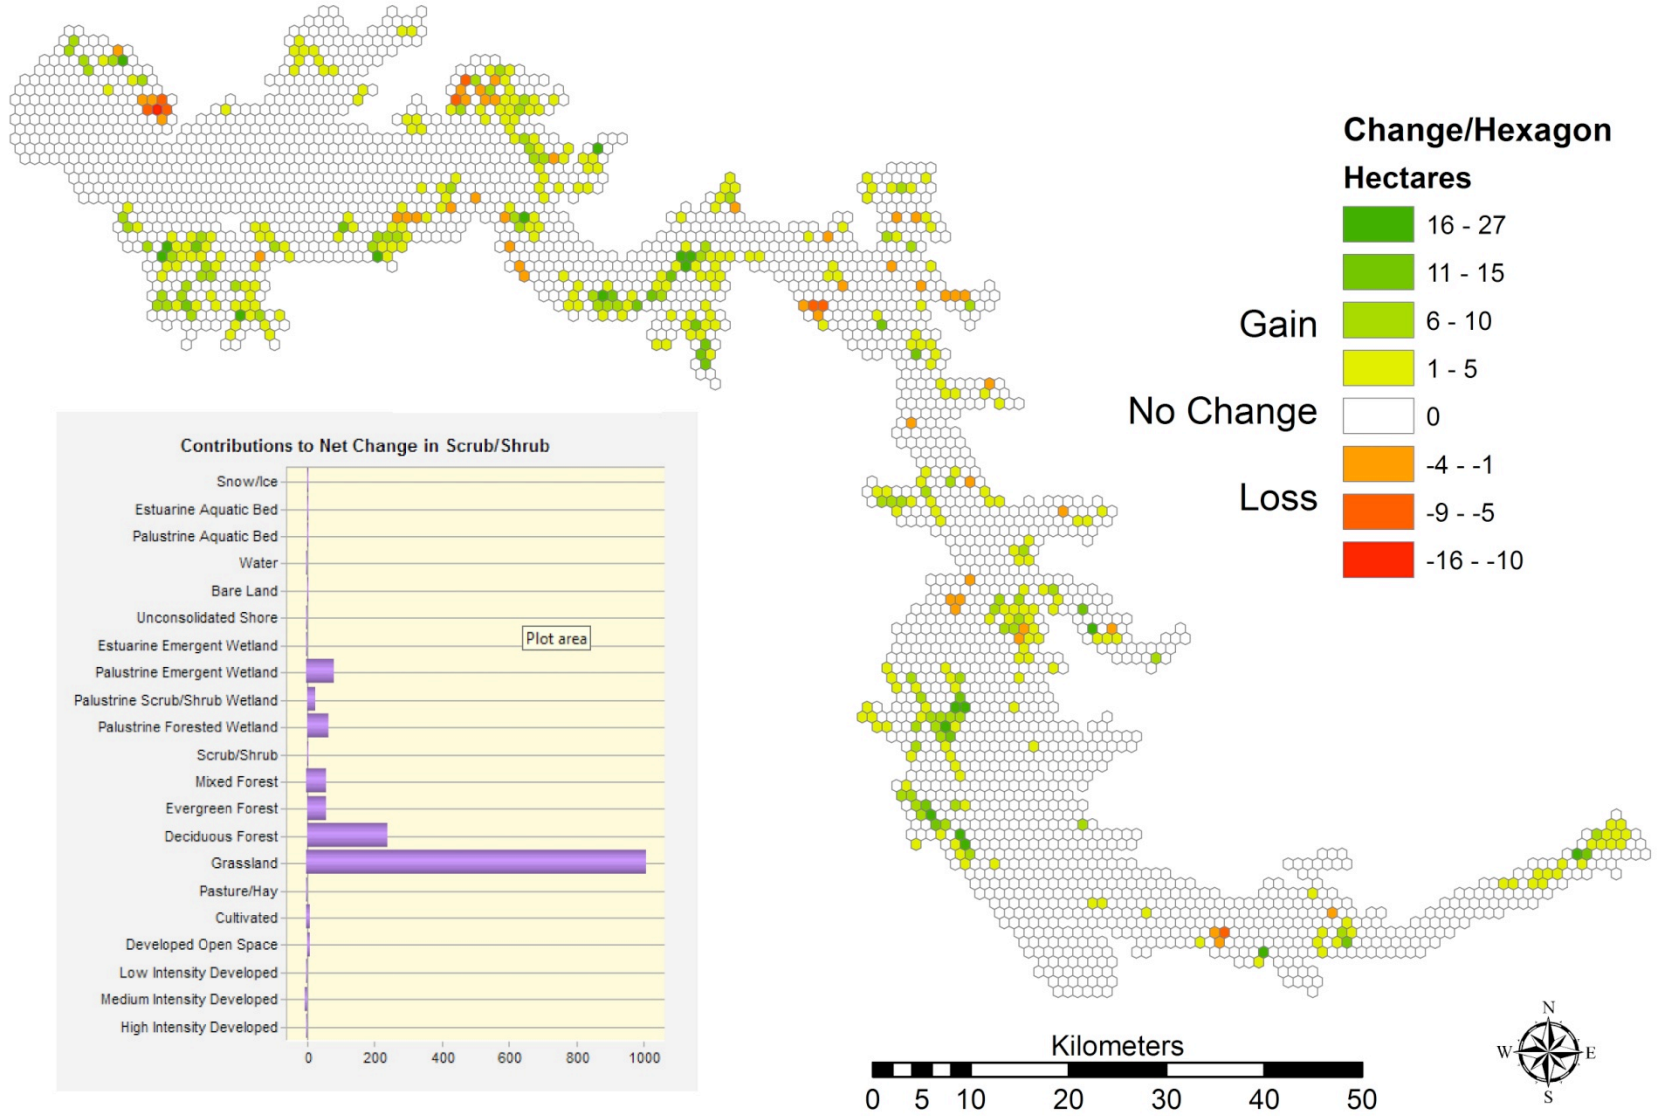 Change/Hexagon
Hectares
16 - 27
11 - 15
Gain
6 - 10
1 - 5
No Change
0
-4 - -1
Loss
-9 - -5
-16 - -10
Contributions to Net Change in Scrub/Shrub
Snow/Ice
Estuarine Aquatic Bed
Palustrine Aquatic Bed
Water
Bare Land
Unconsolidated Shore
Plot area
Estuarine Emergent Wetland
Palustrine Emergent Wetland
Palustrine Scrub/Shrub Wetland
Palustrine Forested Wetland
Scrub/Shrub
Mixed Forest
Evergreen Forest
Deciduous Forest
Grassland
Pasture/Hay
Cultivated
Developed Open Space
Low Intensity Developed
Medium Intensity Developed
High Intensity Developed
0 200 400 600 800 1000
Kilometers
0 5 10 20 30 40 50
N
W E
S